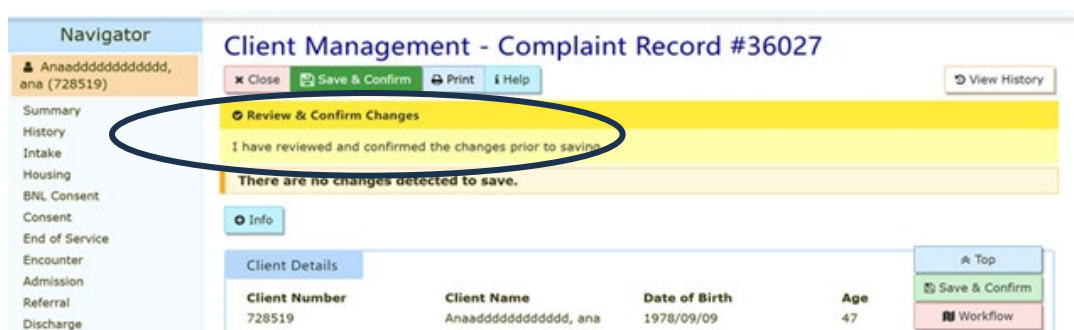 Navigator
Anaaddddddddddddd,
ana (728519)
Summary
History
Intake
Housing
BNL Consent
Consent
End of Service
Encounter
Admission
Referral
Discharge
Client Management - Complaint Record #36027
Close Save & Confirm Print Help
View History
Review & Confirm Changes
I have reviewed and confirmed the changes prior to saving
There are no changes detected to save.
Info
Client Details
Client Number Client Name Date of Birth Age
728519 Anaaddddddddddddd, ana 1978/09/09 47
Top
Save & Confirm
Workflow